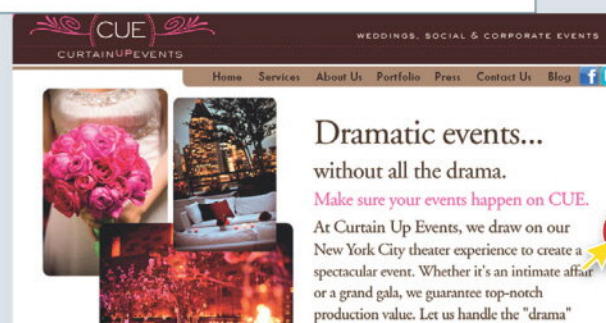 CUE
CURTAINUPEVENTS
WEDDINGS, SOCIAL & CORPORATE EVENTS
Home Services About Us Portfolio Press Contact Us Blog f
Dramatic events...
without all the drama.
Make sure your events happen on CUE.
At Curtain Up Events, we draw on our
New York City theater experience to create a
spectacular event. Whether it's an intimate affair
or a grand gala, we guarantee top-notch
production value. Let us handle the "drama"